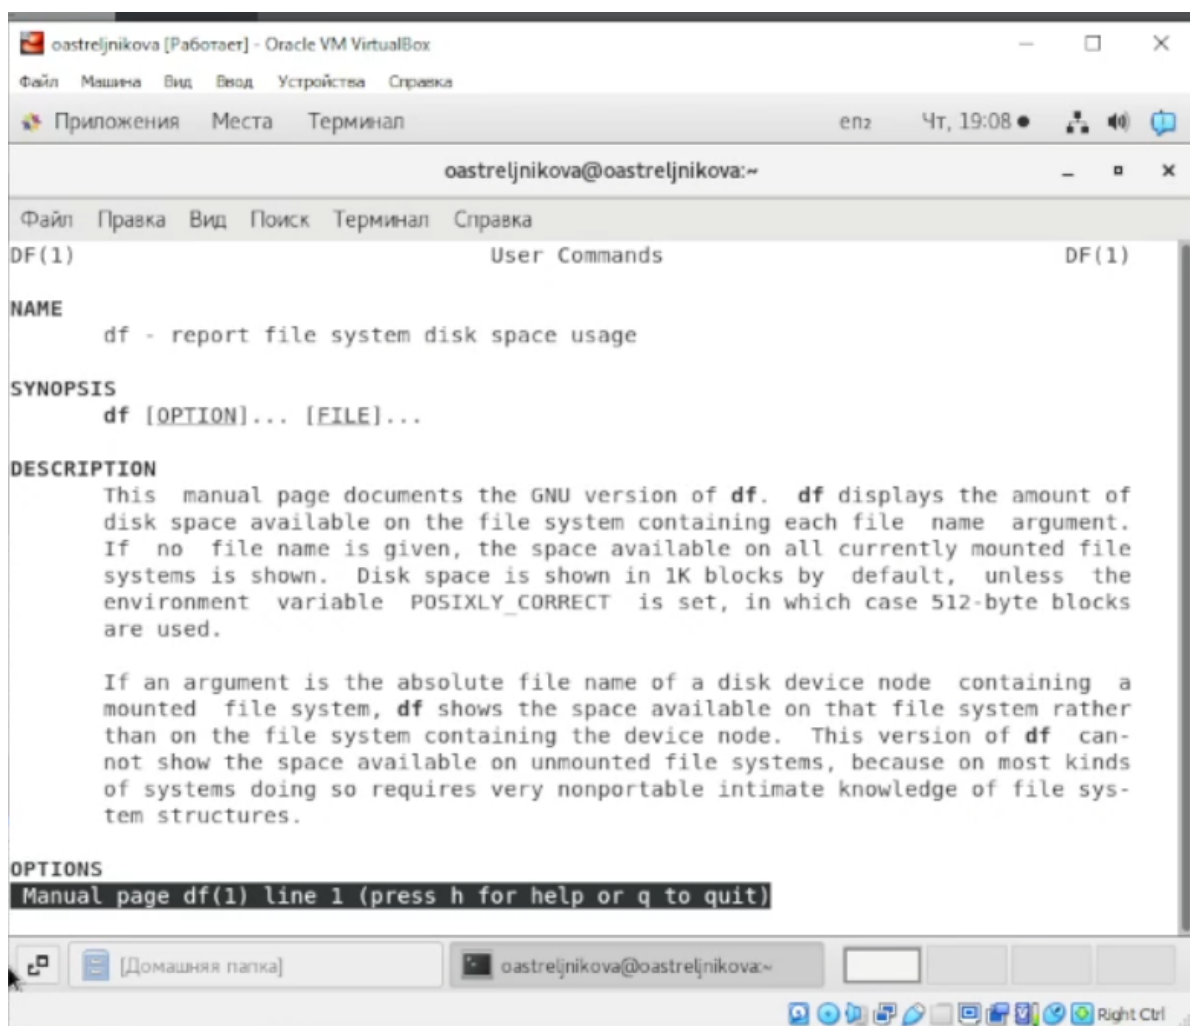 oastreljnikova [Работает] - Oracle VM VirtualBox
Файл Машина Вид Ввод Устройства Справка
Приложения Места Терминал en₂ Чт, 19:08
oastreljnikova@oastreljnikova:~
Файл Правка Вид Поиск Терминал Справка
DF(1) User Commands DF(1)
NAME
df - report file system disk space usage
SYNOPSIS
df [OPTION]... [FILE]...
DESCRIPTION
This manual page documents the GNU version of df. df displays the amount of
disk space available on the file system containing each file name argument.
If no file name is given, the space available on all currently mounted file
systems is shown. Disk space is shown in 1K blocks by default, unless the
environment variable POSIXLY_CORRECT is set, in which case 512-byte blocks
are used.
If an argument is the absolute file name of a disk device node containing a
mounted file system, df shows the space available on that file system rather
than on the file system containing the device node. This version of df can-
not show the space available on unmounted file systems, because on most kinds
of systems doing so requires very nonportable intimate knowledge of file sys-
tem structures.
OPTIONS
Manual page df(1) line 1 (press h for help or q to quit)
[Домашняя папка] oastreljnikova@oastreljnikova:~
Right Ctrl